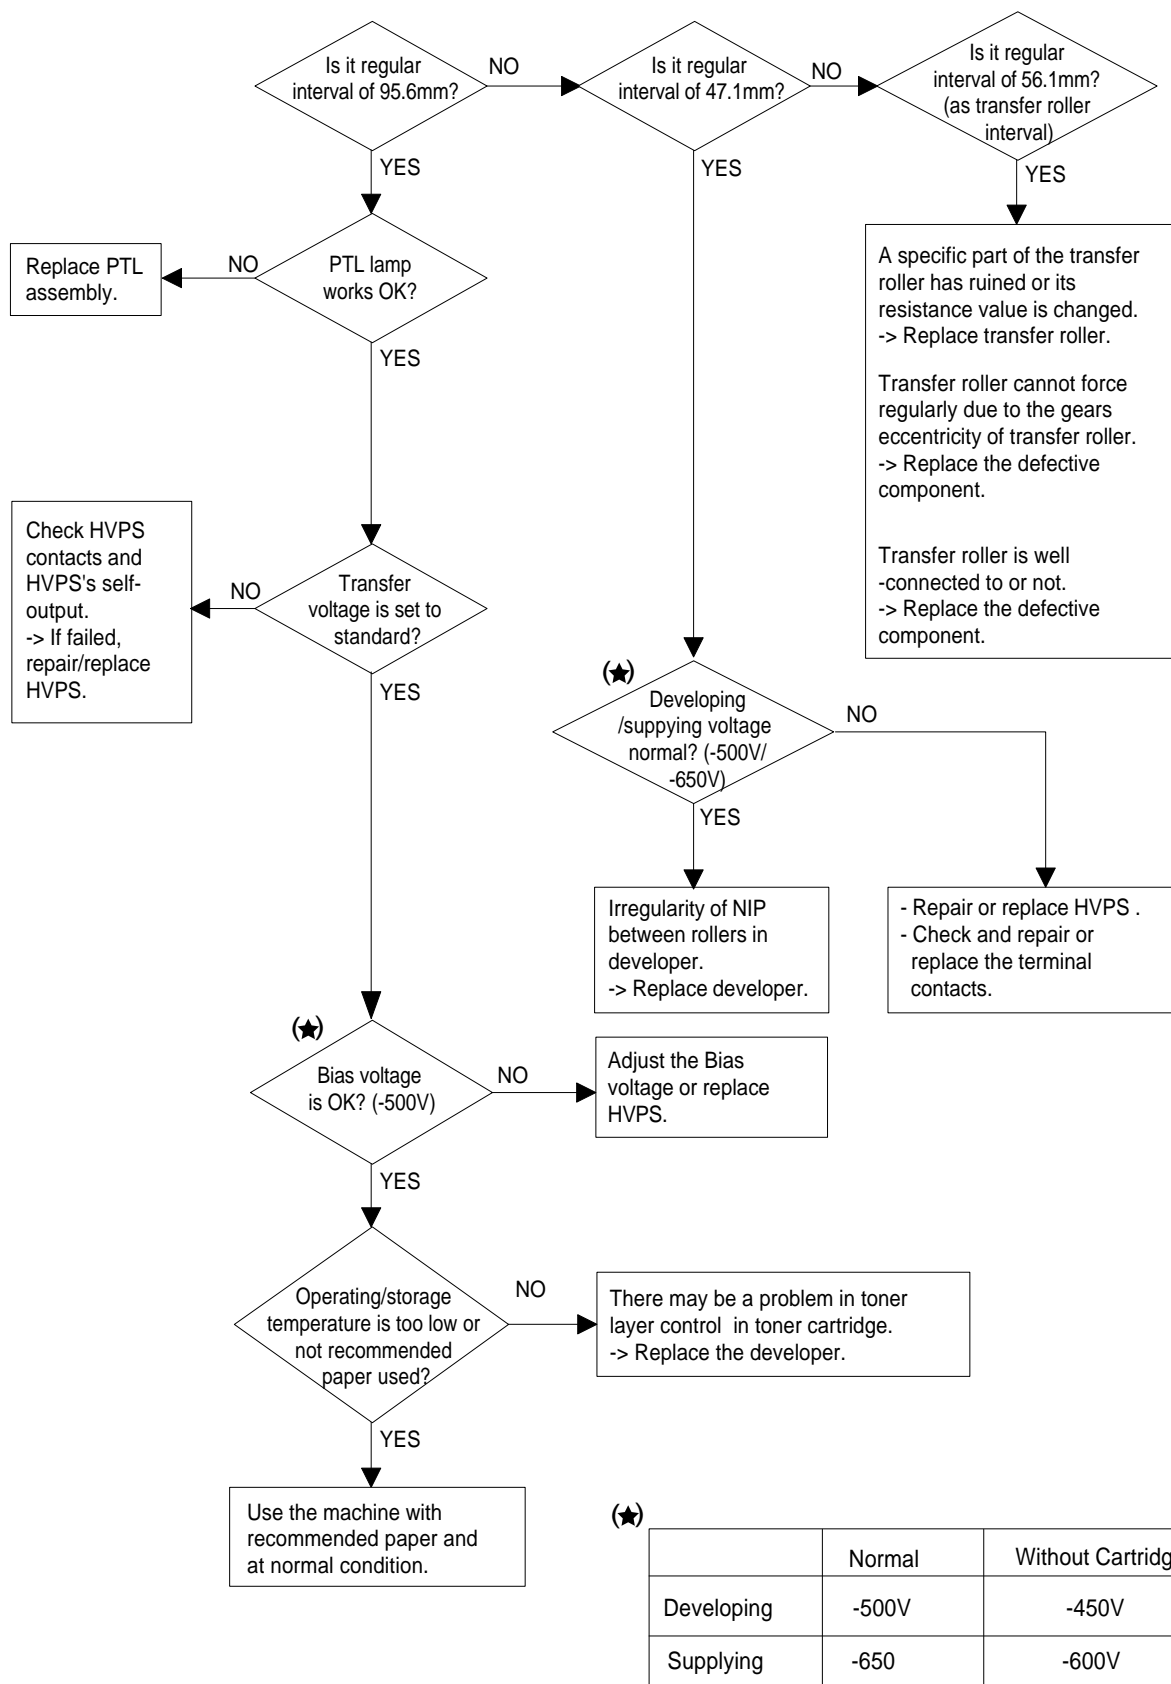 Is it regular
interval of 95.6mm?
NO
Is it regular
interval of 47.1mm?
NO
Is it regular
interval of 56.1mm?
(as transfer roller
interval)
YES
YES
YES
Replace PTL
assembly.
NO
PTL lamp
works OK?
YES
A specific part of the transfer
roller has ruined or its
resistance value is changed.
-> Replace transfer roller.
Transfer roller cannot force
regularly due to the gears
eccentricity of transfer roller.
-> Replace the defective
component.
Transfer roller is well
-connected to or not.
-> Replace the defective
component.
Check HVPS
contacts and
HVPS's self-
output.
-> If failed,
repair/replace
HVPS.
NO
Transfer
voltage is set to
standard?
YES
(★)
Developing
/suppying voltage
normal? (-500V/
-650V)
NO
YES
Irregularity of NIP
between rollers in
developer.
-> Replace developer.
- Repair or replace HVPS .
- Check and repair or
replace the terminal
contacts.
(★)
Bias voltage
is OK? (-500V)
NO
Adjust the Bias
voltage or replace
HVPS.
YES
Operating/storage
temperature is too low or
not recommended
paper used?
NO
There may be a problem in toner
layer control in toner cartridge.
-> Replace the developer.
YES
Use the machine with
recommended paper and
at normal condition.
(★)
Normal Without Cartridg
Developing -500V -450V
Supplying -650 -600V